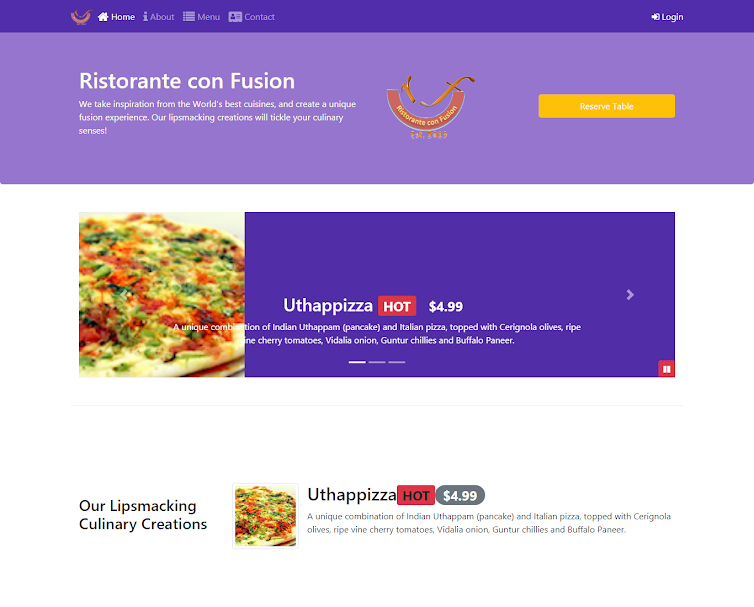 Home About Menu Contact Login
Ristorante con Fusion
We take inspiration from the World's best cuisines, and create a unique
fusion experience. Our lipsmacking creations will tickle your culinary
senses!
Ristorante con Fusion
Reserve Table
Uthappizza HOT $4.99
A unique combination of Indian Uthappam (pancake) and Italian pizza, topped with Cerignola olives, ripe
vine cherry tomatoes, Vidalia onion, Guntur chillies and Buffalo Paneer.
Our Lipsmacking
Culinary Creations
Uthappizza HOT $4.99
A unique combination of Indian Uthappam (pancake) and Italian pizza, topped with Cerignola
olives, ripe vine cherry tomatoes, Vidalia onion, Guntur chillies and Buffalo Paneer.